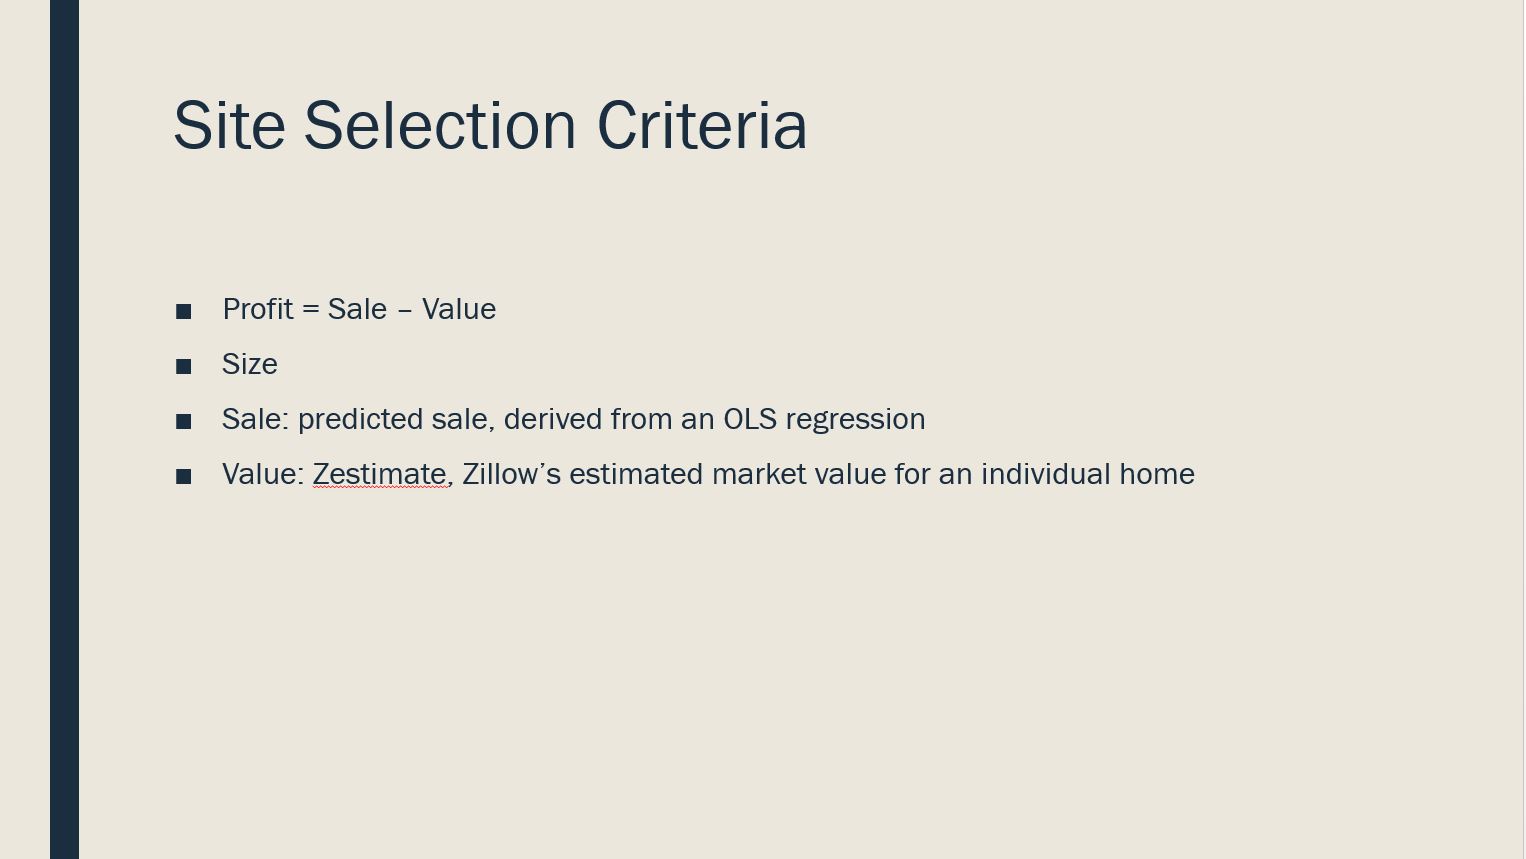 Site Selection Criteria
■ Profit = Sale – Value
■ Size
■ Sale: predicted sale, derived from an OLS regression
■ Value: Zestimate, Zillow’s estimated market value for an individual home